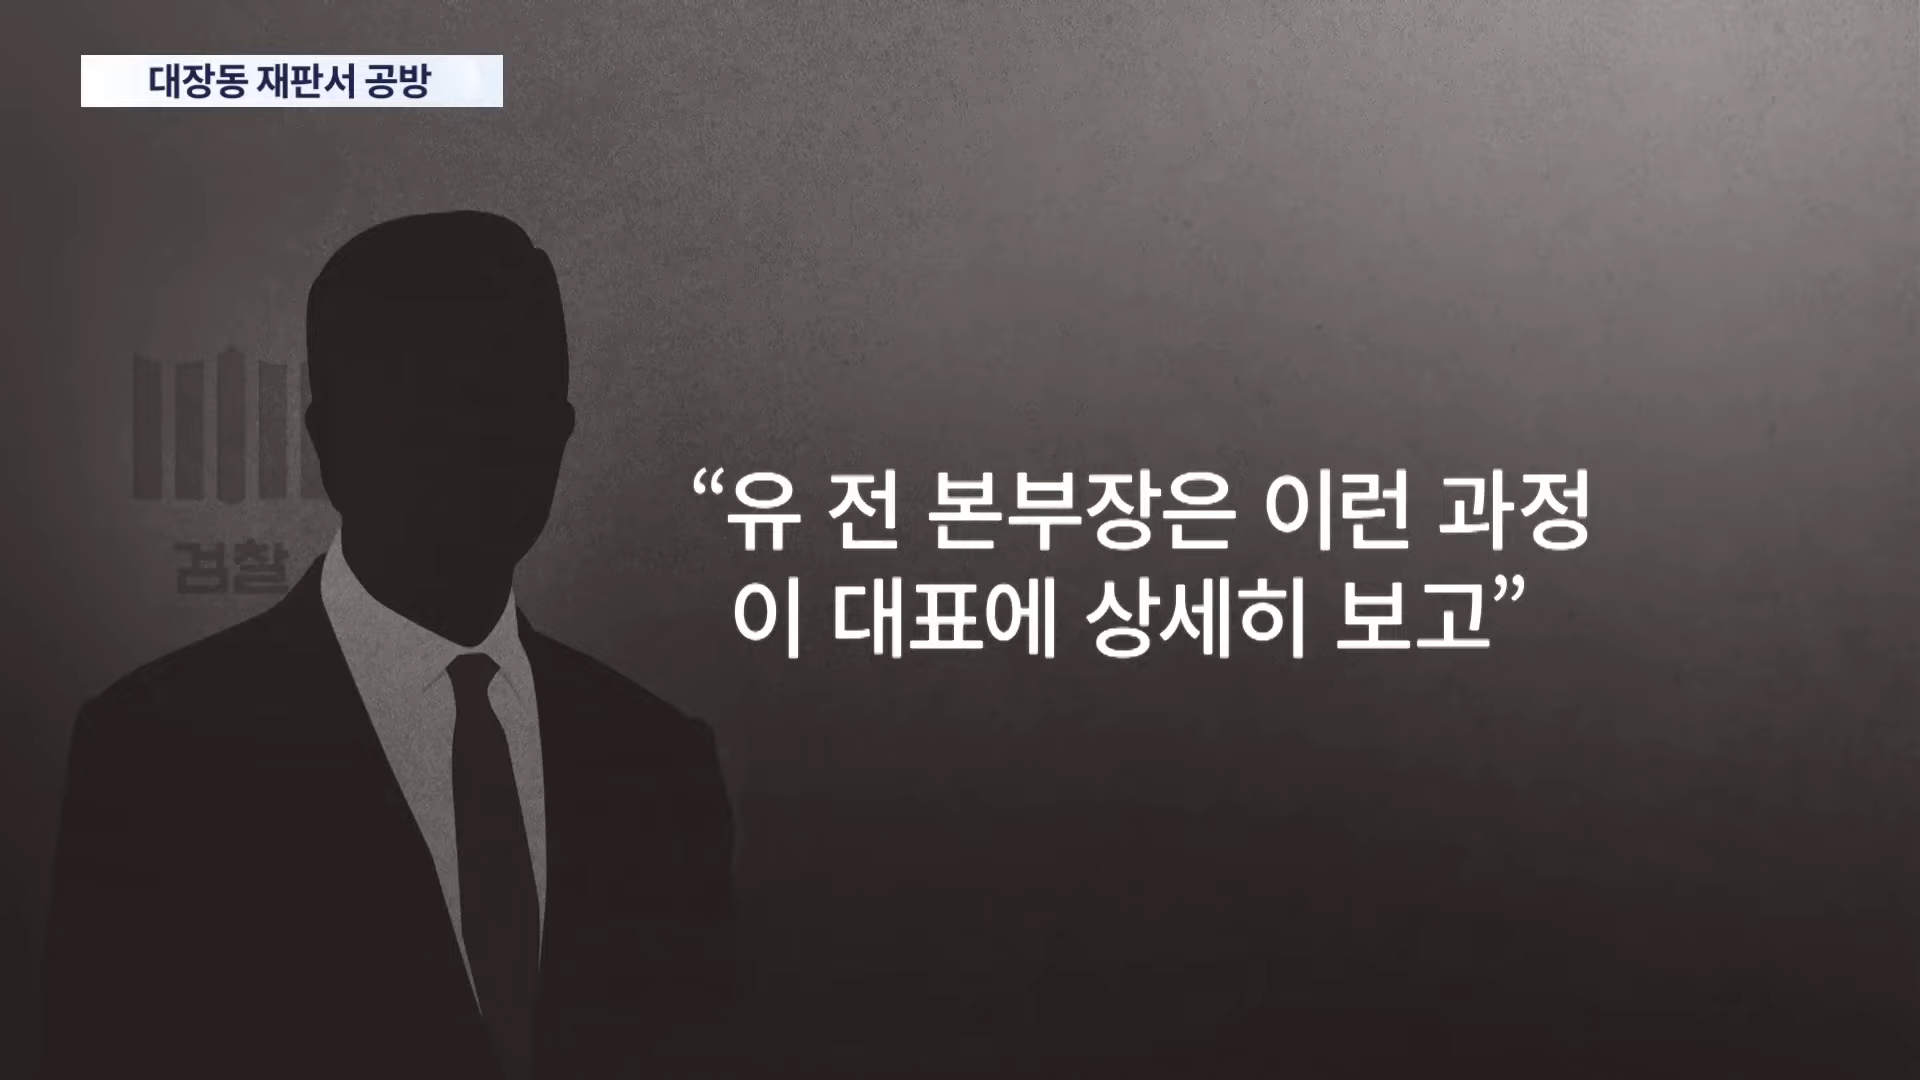 대장동 재판서 공방
검찰
“유 전 본부장은 이런 과정
이 대표에 상세히 보고”